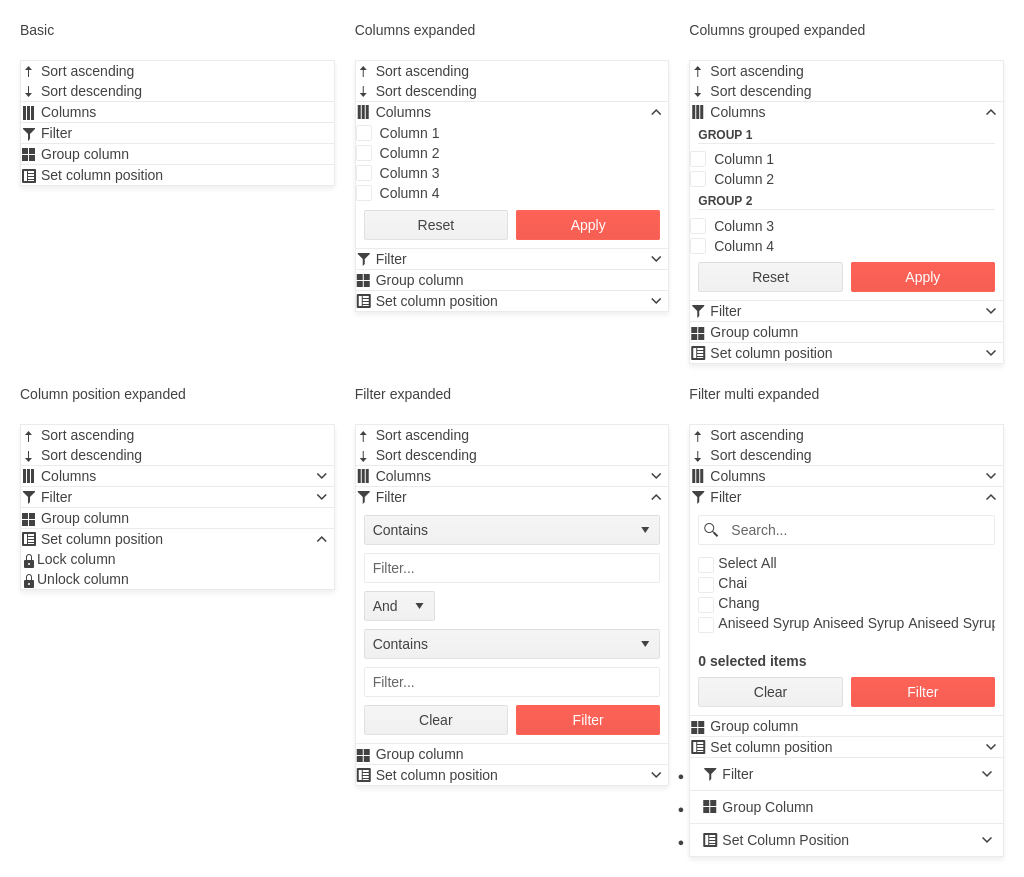 Basic
Sort ascending
Sort descending
Columns
Filter
Group column
Set column position
Columns expanded
Sort ascending
Sort descending
Columns
Column 1
Column 2
Column 3
Column 4
Reset Apply
Filter
Group column
Set column position
Columns grouped expanded
Sort ascending
Sort descending
Columns
GROUP 1
Column 1
Column 2
GROUP 2
Column 3
Column 4
Reset Apply
Filter
Group column
Set column position
Column position expanded
Sort ascending
Sort descending
Columns
Filter
Group column
Set column position
Lock column
Unlock column
Filter expanded
Sort ascending
Sort descending
Columns
Filter
Contains
Filter...
And
Contains
Filter...
Clear Filter
Group column
Set column position
Filter multi expanded
Sort ascending
Sort descending
Columns
Filter
Search...
Select All
Chai
Chang
Aniseed Syrup Aniseed Syrup Aniseed Syrup
0 selected items
Clear Filter
Group column
Set column position
Filter
Group Column
Set Column Position